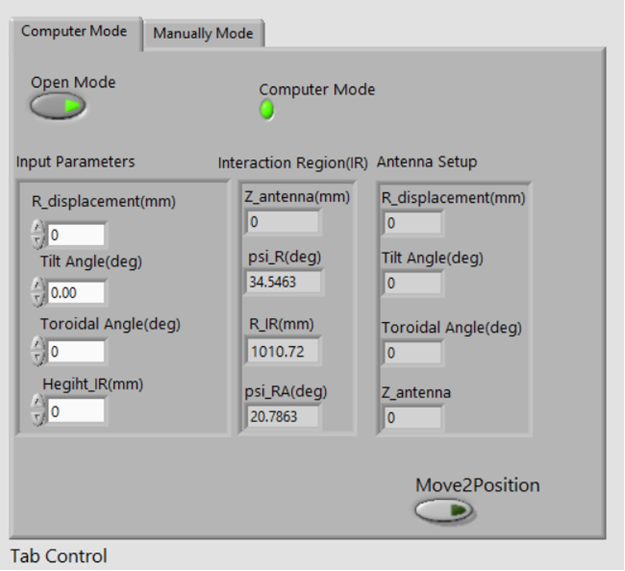 Computer Mode Manually Mode
Open Mode
Computer Mode
Input Parameters Interaction Region(IR) Antenna Setup
R_displacement(mm)
0
Tilt Angle(deg)
0.00
Toroidal Angle(deg)
0
Hegiht_IR(mm)
0
Z_antenna(mm)
0
psi_R(deg)
34.5463
R_IR(mm)
1010.72
psi_RA(deg)
20.7863
R_displacement(mm)
0
Tilt Angle(deg)
0
Toroidal Angle(deg)
0
Z_antenna
0
Move2Position
Tab Control